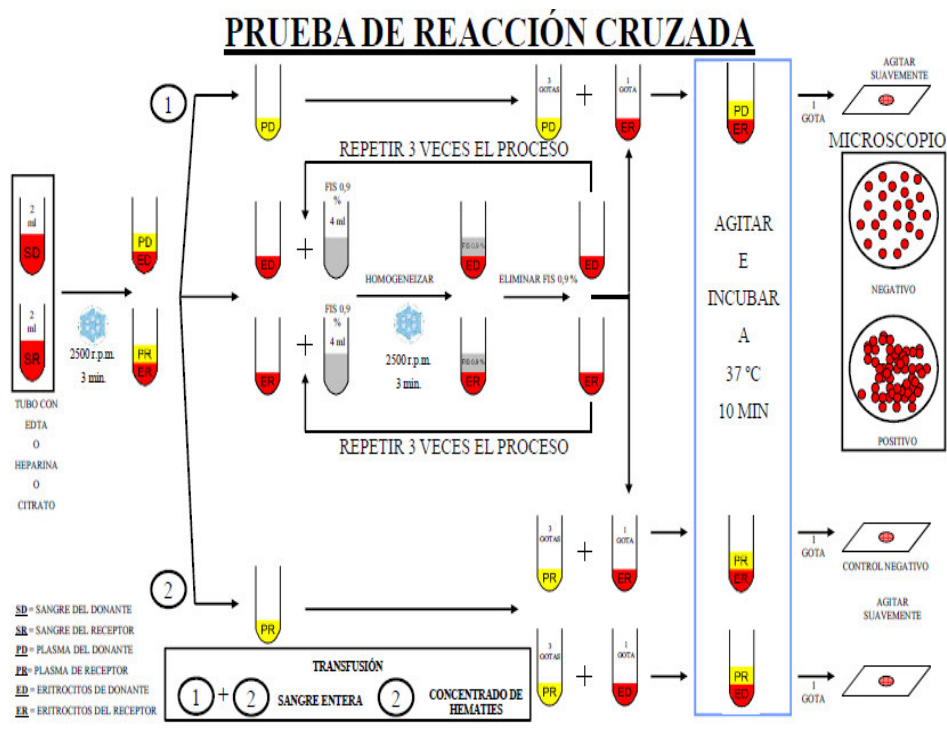 PRUEBA DE REACCIÓN CRUZADA
1
PD
3
GOTAS
PD
+
1
GOTA
ER
PD
ER
1
GOTA
AGITAR
SUAVEMENTE
REPETIR 3 VECES EL PROCESO
MICROSCOPIO
2
ml
SD
PD
ED
ED
+
FIS 0,9
%
4 ml
HOMOGENEIZAR
FIS 0,9 %
ED
ELIMINAR FIS 0,9 %
ED
NEGATIVO
2
ml
SR
2500 r.p.m.
3 min.
PR
ER
ER
+
FIS 0,9
%
4 ml
2500 r.p.m.
3 min.
FIS 0,9 %
ER
ER
POSITIVO
AGITAR
E
INCUBAR
A
37 ºC
10 MIN
TUBO CON
EDTA
O
HEPARINA
O
CITRATO
REPETIR 3 VECES EL PROCESO
3
GOTAS
PR
+
1
GOTA
ER
PR
ER
1
GOTA
CONTROL NEGATIVO
2
PR
AGITAR
SUAVEMENTE
3
GOTAS
PR
+
1
GOTA
ED
PR
ED
1
GOTA
SD = SANGRE DEL DONANTE
SR = SANGRE DEL RECEPTOR
PD = PLASMA DEL DONANTE
PR= PLASMA DE RECEPTOR
ED = ERITROCITOS DE DONANTE
ER = ERITROCITOS DEL RECEPTOR
TRANSFUSIÓN
1 + 2 SANGRE ENTERA 2 CONCENTRADO DE
HEMATIES